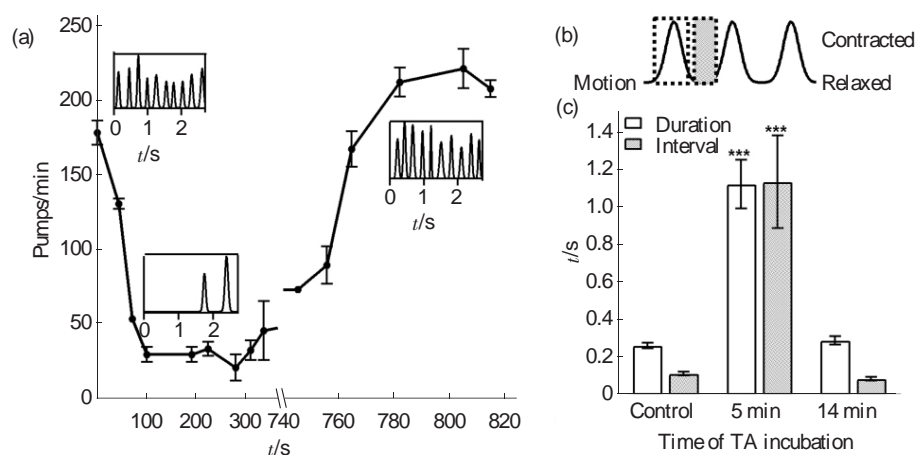 (a)
250
200
150
100
50
0
Pumps/min
0 1 2
t/s
0 1 2
t/s
0 1 2
100 200 300 740 760 780 800 820
t/s
(b)
Contracted
Motion
Relaxed
(c)
Duration
Interval
***
***
1.4
1.2
1.0
0.8
0.6
0.4
0.2
0
t/s
Control 5 min 14 min
Time of TA incubation